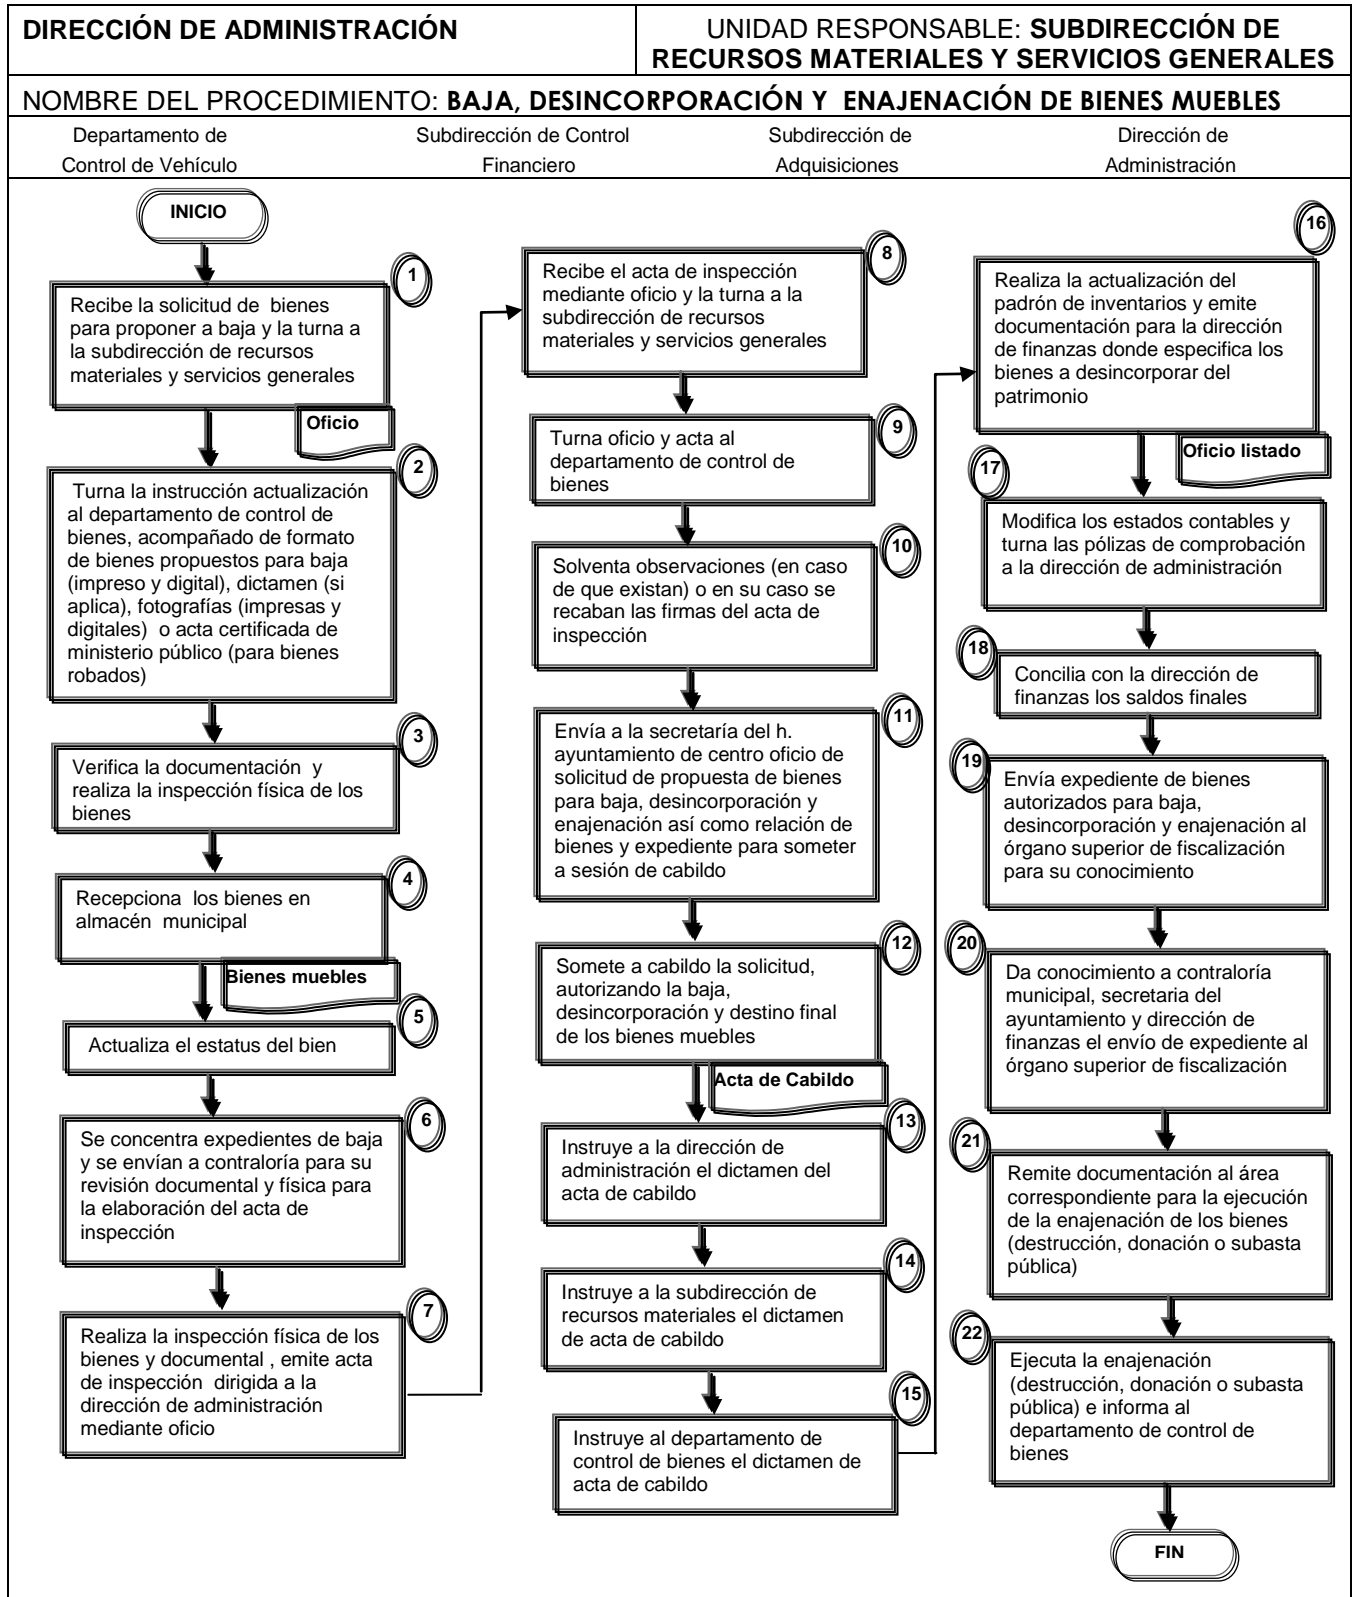 DIRECCIÓN DE ADMINISTRACIÓN
UNIDAD RESPONSABLE: SUBDIRECCIÓN DE
RECURSOS MATERIALES Y SERVICIOS GENERALES
NOMBRE DEL PROCEDIMIENTO: BAJA, DESINCORPORACIÓN Y ENAJENACIÓN DE BIENES MUEBLES
Departamento de
Control de Vehículo
Subdirección de Control
Financiero
Subdirección de
Adquisiciones
Dirección de
Administración
INICIO
1
Recibe la solicitud de bienes
para proponer a baja y la turna a
la subdirección de recursos
materiales y servicios generales
Oficio
2
Turna la instrucción actualización
al departamento de control de
bienes, acompañado de formato
de bienes propuestos para baja
(impreso y digital), dictamen (si
aplica), fotografías (impresas y
digitales) o acta certificada de
ministerio público (para bienes
robados)
3
Verifica la documentación y
realiza la inspección física de los
bienes
4
Recepciona los bienes en
almacén municipal
Bienes muebles
5
Actualiza el estatus del bien
6
Se concentra expedientes de baja
y se envían a contraloría para su
revisión documental y física para
la elaboración del acta de
inspección
7
Realiza la inspección física de los
bienes y documental , emite acta
de inspección dirigida a la
dirección de administración
mediante oficio
8
Recibe el acta de inspección
mediante oficio y la turna a la
subdirección de recursos
materiales y servicios generales
9
Turna oficio y acta al
departamento de control de
bienes
10
Solventa observaciones (en caso
de que existan) o en su caso se
recaban las firmas del acta de
inspección
11
Envía a la secretaría del h.
ayuntamiento de centro oficio de
solicitud de propuesta de bienes
para baja, desincorporación y
enajenación así como relación de
bienes y expediente para someter
a sesión de cabildo
12
Somete a cabildo la solicitud,
autorizando la baja,
desincorporación y destino final
de los bienes muebles
Acta de Cabildo
13
Instruye a la dirección de
administración el dictamen del
acta de cabildo
14
Instruye a la subdirección de
recursos materiales el dictamen
de acta de cabildo
15
Instruye al departamento de
control de bienes el dictamen de
acta de cabildo
16
Realiza la actualización del
padrón de inventarios y emite
documentación para la dirección
de finanzas donde especifica los
bienes a desincorporar del
patrimonio
Oficio listado
17
Modifica los estados contables y
turna las pólizas de comprobación
a la dirección de administración
18
Concilia con la dirección de
finanzas los saldos finales
19
Envía expediente de bienes
autorizados para baja,
desincorporación y enajenación al
órgano superior de fiscalización
para su conocimiento
20
Da conocimiento a contraloría
municipal, secretaria del
ayuntamiento y dirección de
finanzas el envío de expediente al
órgano superior de fiscalización
21
Remite documentación al área
correspondiente para la ejecución
de la enajenación de los bienes
(destrucción, donación o subasta
pública)
22
Ejecuta la enajenación
(destrucción, donación o subasta
pública) e informa al
departamento de control de
bienes
FIN